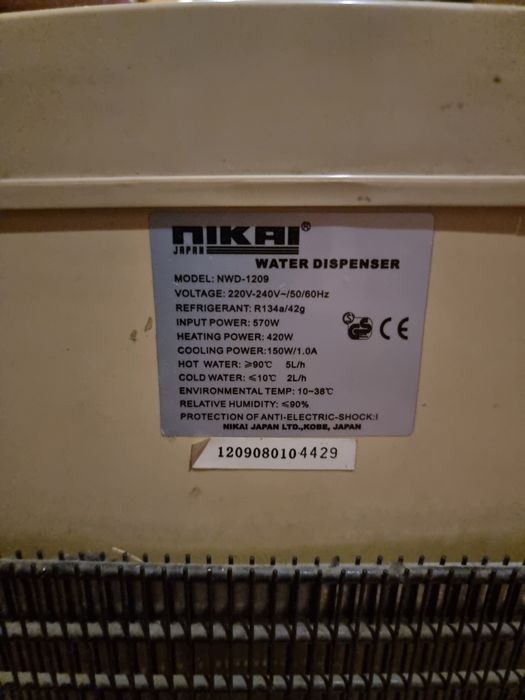 NIKAI®
JAPAN
WATER DISPENSER
MODEL: NWD-1209
VOLTAGE: 220V-240V~/50/60Hz
REFRIGERANT: R134a/42g
INPUT POWER: 570W
HEATING POWER: 420W
COOLING POWER:150W/1.0A
HOT WATER: ≥90℃ 5L/h
COLD WATER: ≤10℃ 2L/h
ENVIRONMENTAL TEMP: 10~38℃
RELATIVE HUMIDITY: ≤90%
PROTECTION OF ANTI-ELECTRIC-SHOCK:I
NIKAI JAPAN LTD.,KOBE, JAPAN
S GS CE
1209080104429